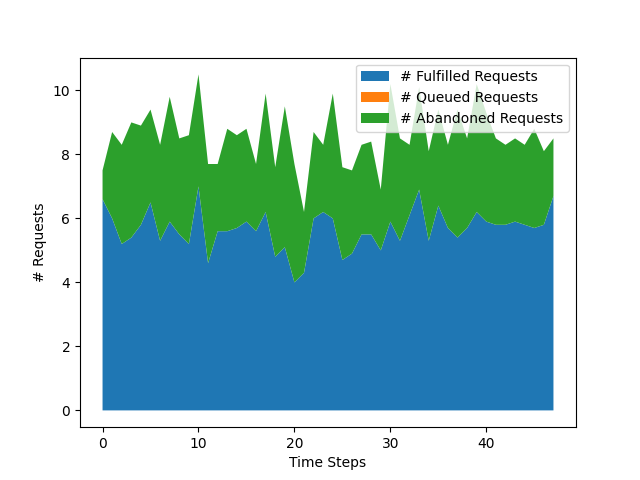 # Fulfilled Requests
# Queued Requests
# Abandoned Requests
10
8
6
4
2
0
# Requests
0 10 20 30 40
Time Steps